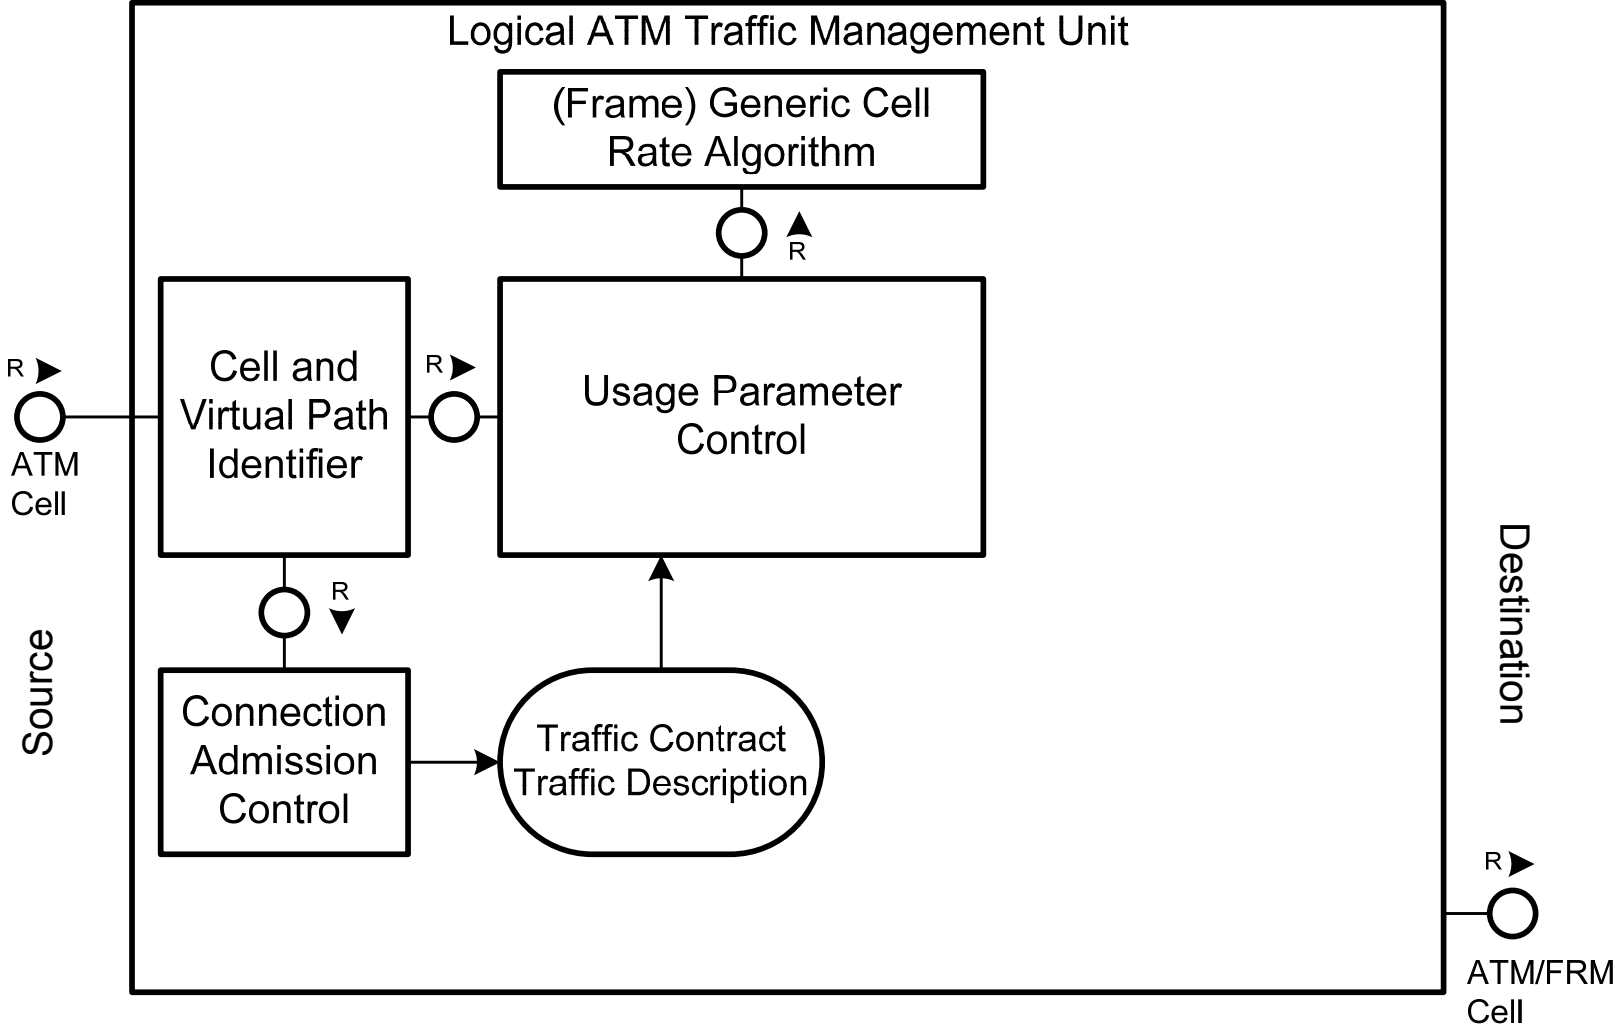 Logical ATM Traffic Management Unit
(Frame) Generic Cell
Rate Algorithm
R
R
R
Cell and
Virtual Path
Identifier
Usage Parameter
Control
ATM
Cell
R
Source
Connection
Admission
Control
Traffic Contract
Traffic Description
Destination
R
ATM/FRM
Cell